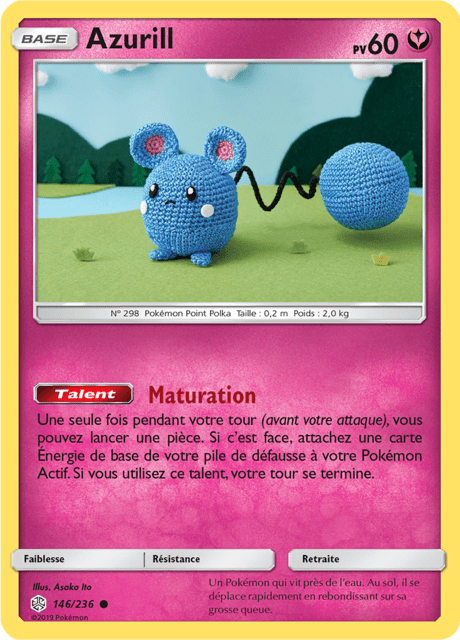 BASE Azurill PV60
N° 298 Pokémon Point Polka Taille : 0,2 m Poids : 2,0 kg
Talent Maturation
Une seule fois pendant votre tour (avant votre attaque), vous
pouvez lancer une pièce. Si c'est face, attachez une carte
Énergie de base de votre pile de défausse à votre Pokémon
Actif. Si vous utilisez ce talent, votre tour se termine.
Faiblesse Résistance Retraite
Illus. Asako Ito
146/236
©2019 Pokémon
Un Pokémon qui vit près de l'eau. Au sol, il se
déplace rapidement en rebondissant sur sa
grosse queue.